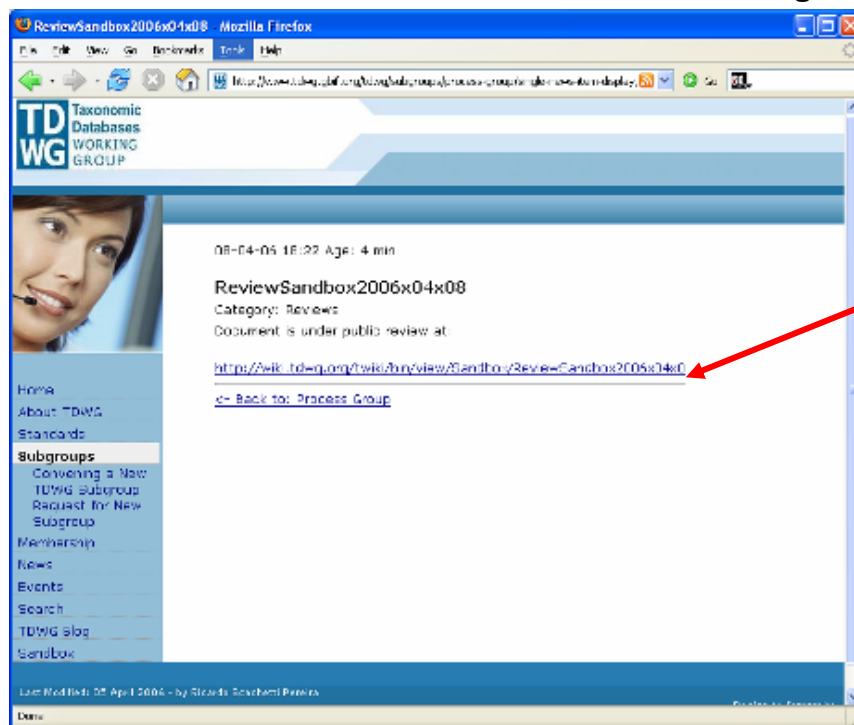 ReviewSandbox2006x04x08 - Mozilla Firefox
File Edit View Go Bookmarks Tools Help
Go
TD Taxonomic
Databases
WG WORKING
GROUP
08-04-06 18:22 Age: 4 min
ReviewSandbox2006x04x08
Category: Reviews
Document is under public review at:
http://wiki.tdwg.org/twiki/bin/view/Sandbox/ReviewSandbox2006x04x0
<- Back to: Process Group
Home
About TDWG
Standards
Subgroups
Convening a New
TDWG Subgroup
Request for New
Subgroup
Membership
News
Events
Search
TDWG Blog
Sandbox
Last Modified: 05 April 2006 - by Ricardo Scachetti Pereira
Done